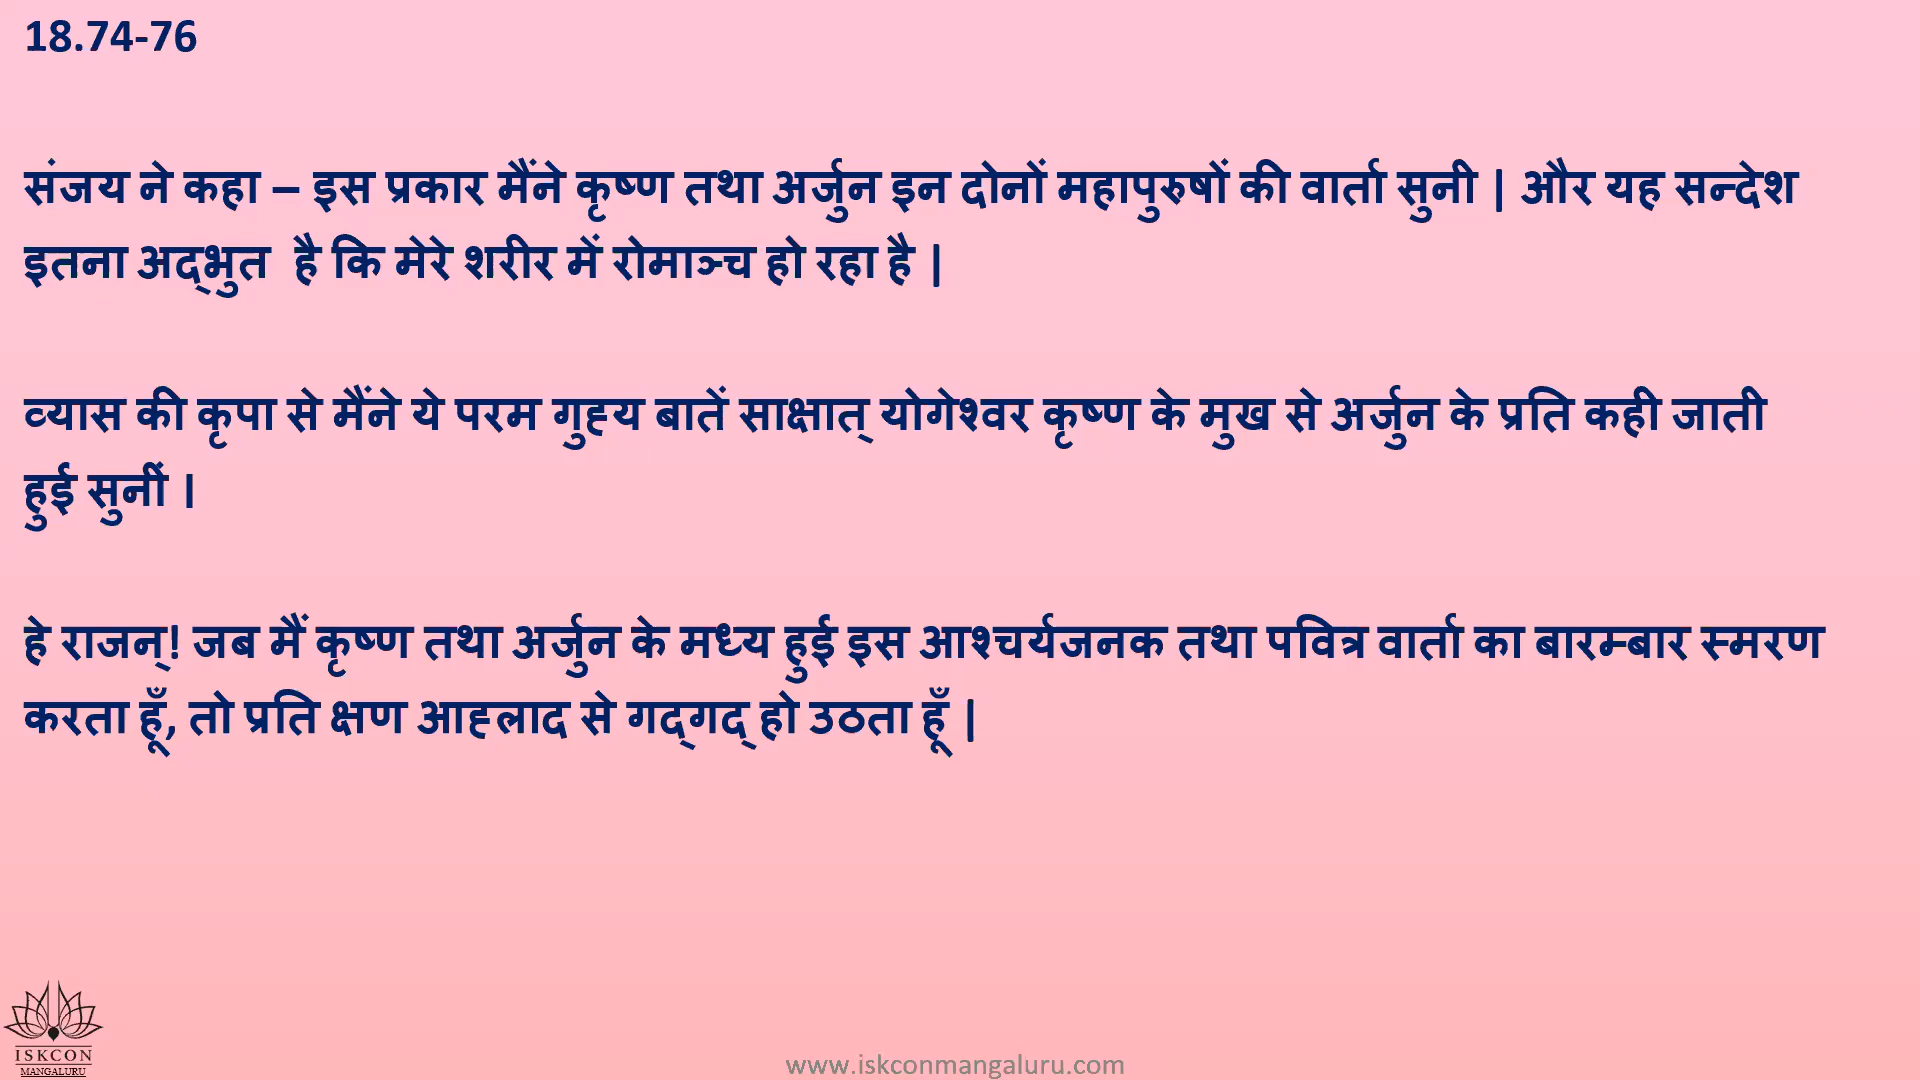 18.74-76
संजय ने कहा – इस प्रकार मैंने कृष्ण तथा अर्जुन इन दोनों महापुरुषों की वार्ता सुनी | और यह सन्देश
इतना अद्‌भुत  है कि मेरे शरीर में रोमाञ्च हो रहा है |
व्यास की कृपा से मैंने ये परम गुह्य बातें साक्षात् योगेश्वर कृष्ण के मुख से अर्जुन के प्रति कही जाती
हुई सुनीं ।
हे राजन्! जब मैं कृष्ण तथा अर्जुन के मध्य हुई इस आश्चर्यजनक तथा पवित्र वार्ता का बारम्बार स्मरण
करता हूँ, तो प्रति क्षण आह्लाद से गद्‌गद् हो उठता हूँ |
ISKCON
MANGALURU
www.iskconmangaluru.com